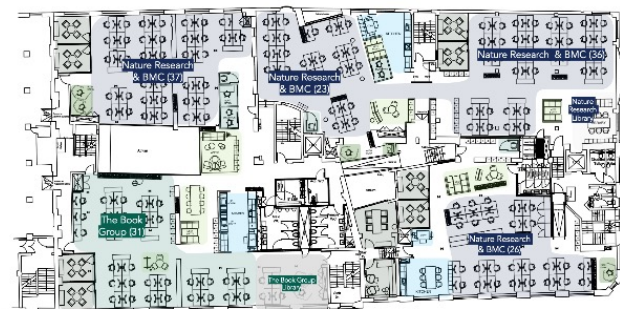 Nature Research
& BMC (37)
Nature Research
& BMC (23)
Nature Research & BMC (36)
Nature
Research
Library
The Book
Group (31)
Nature Research
& BMC (26)
The Book Group
Library
KITCHEN